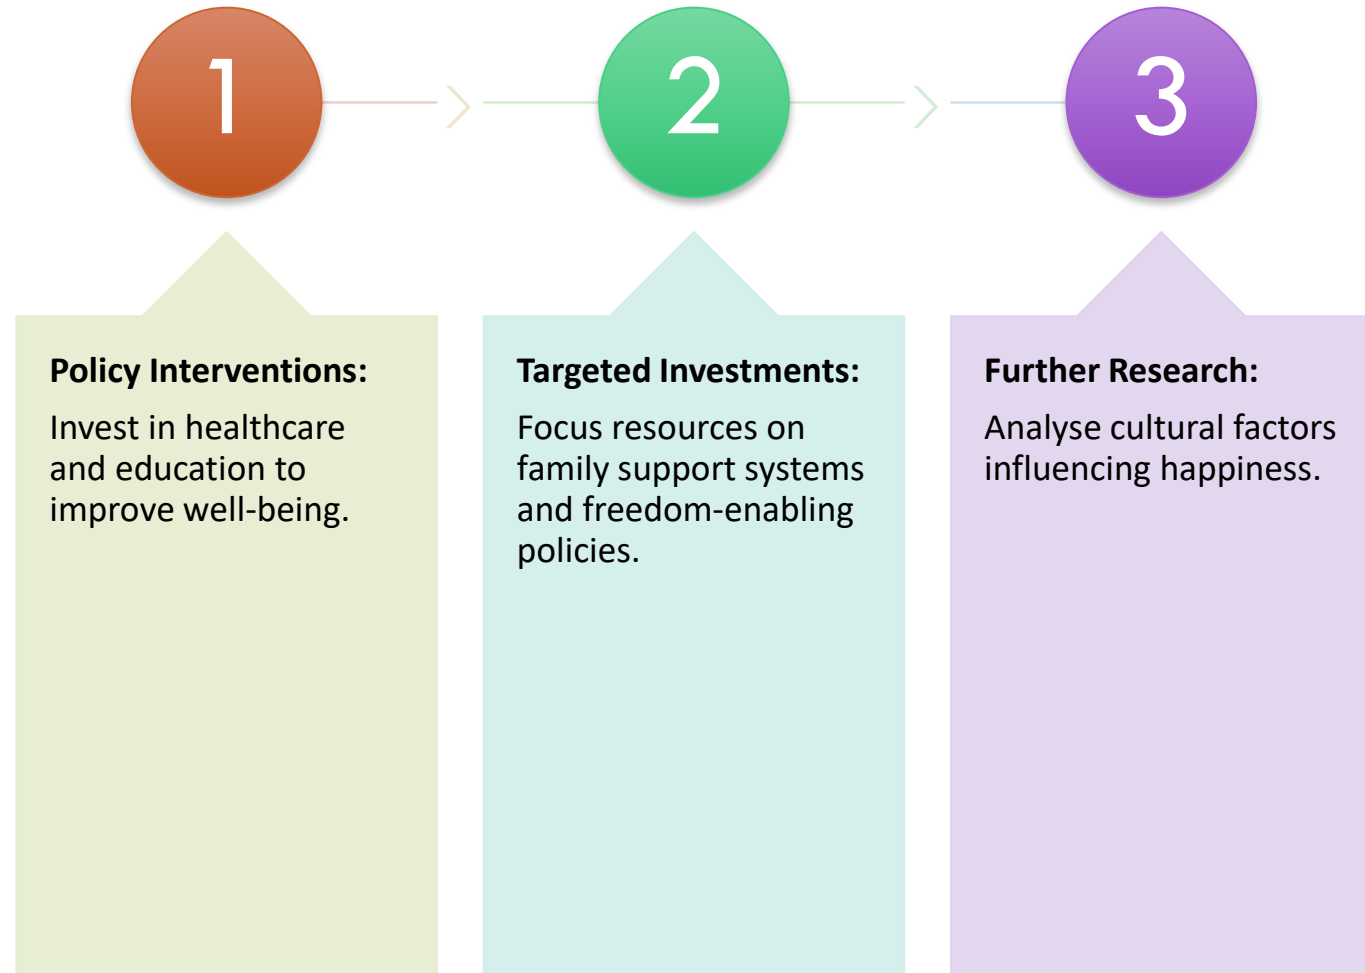 1
2
3
Policy Interventions:
Invest in healthcare
and education to
improve well-being.
Targeted Investments:
Focus resources on
family support systems
and freedom-enabling
policies.
Further Research:
Analyse cultural factors
influencing happiness.